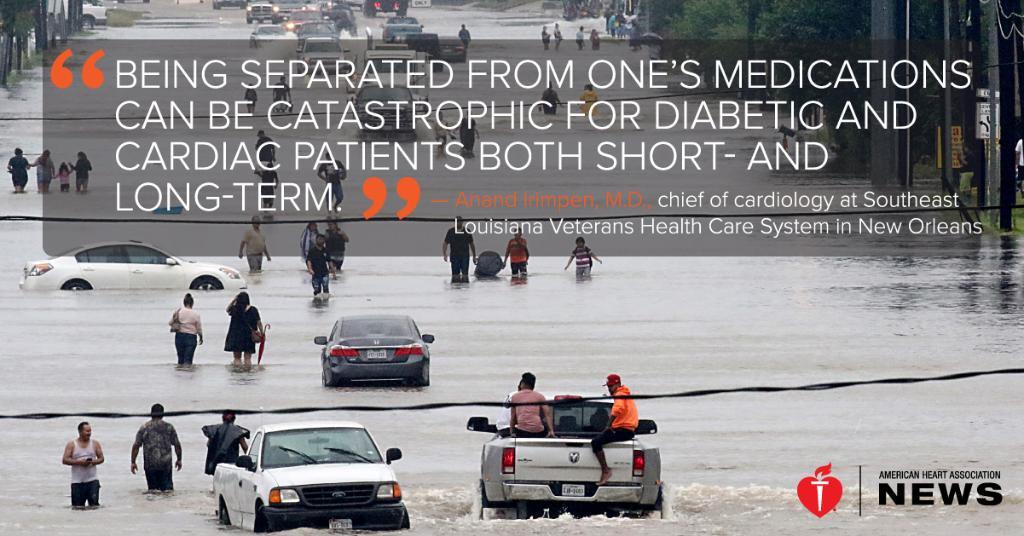 “BEING SEPARATED FROM ONE’S MEDICATIONS
CAN BE CATASTROPHIC FOR DIABETIC AND
CARDIAC PATIENTS BOTH SHORT- AND
LONG-TERM.”
— Anand Irimpen, M.D., chief of cardiology at Southeast
Louisiana Veterans Health Care System in New Orleans
AMERICAN HEART ASSOCIATION
NEWS